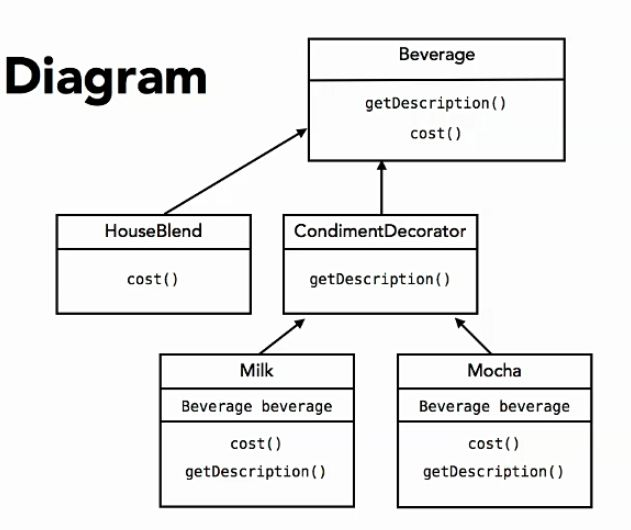 Diagram
Beverage
getDescription()
cost()
HouseBlend
cost()
CondimentDecorator
getDescription()
Milk
Beverage beverage
cost()
getDescription()
Mocha
Beverage beverage
cost()
getDescription()